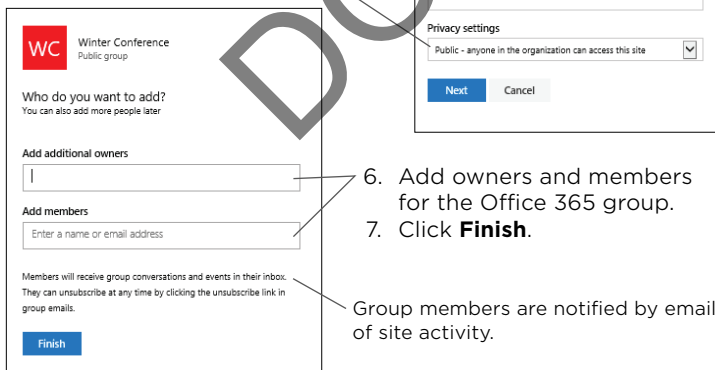 Privacy settings
Public - anyone in the organization can access this site
Next Cancel
WC
Winter Conference
Public group
Who do you want to add?
You can also add more people later
Add additional owners
Add members
Enter a name or email address
Members will receive group conversations and events in their inbox.
They can unsubscribe at any time by clicking the unsubscribe link in
group emails.
Finish
6. Add owners and members
for the Office 365 group.
7. Click Finish.
Group members are notified by email
of site activity.